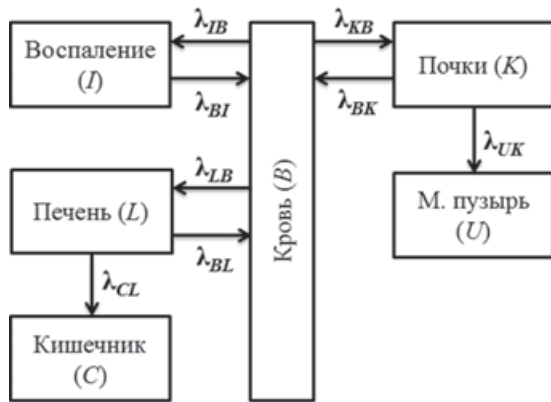 Воспаление
(I)
λIB
λBI
Печень (L)
λLB
λBL
λCL
Кишечник
(C)
Кровь (B)
λKB
λBK
Почки (K)
λUK
М. пузырь
(U)